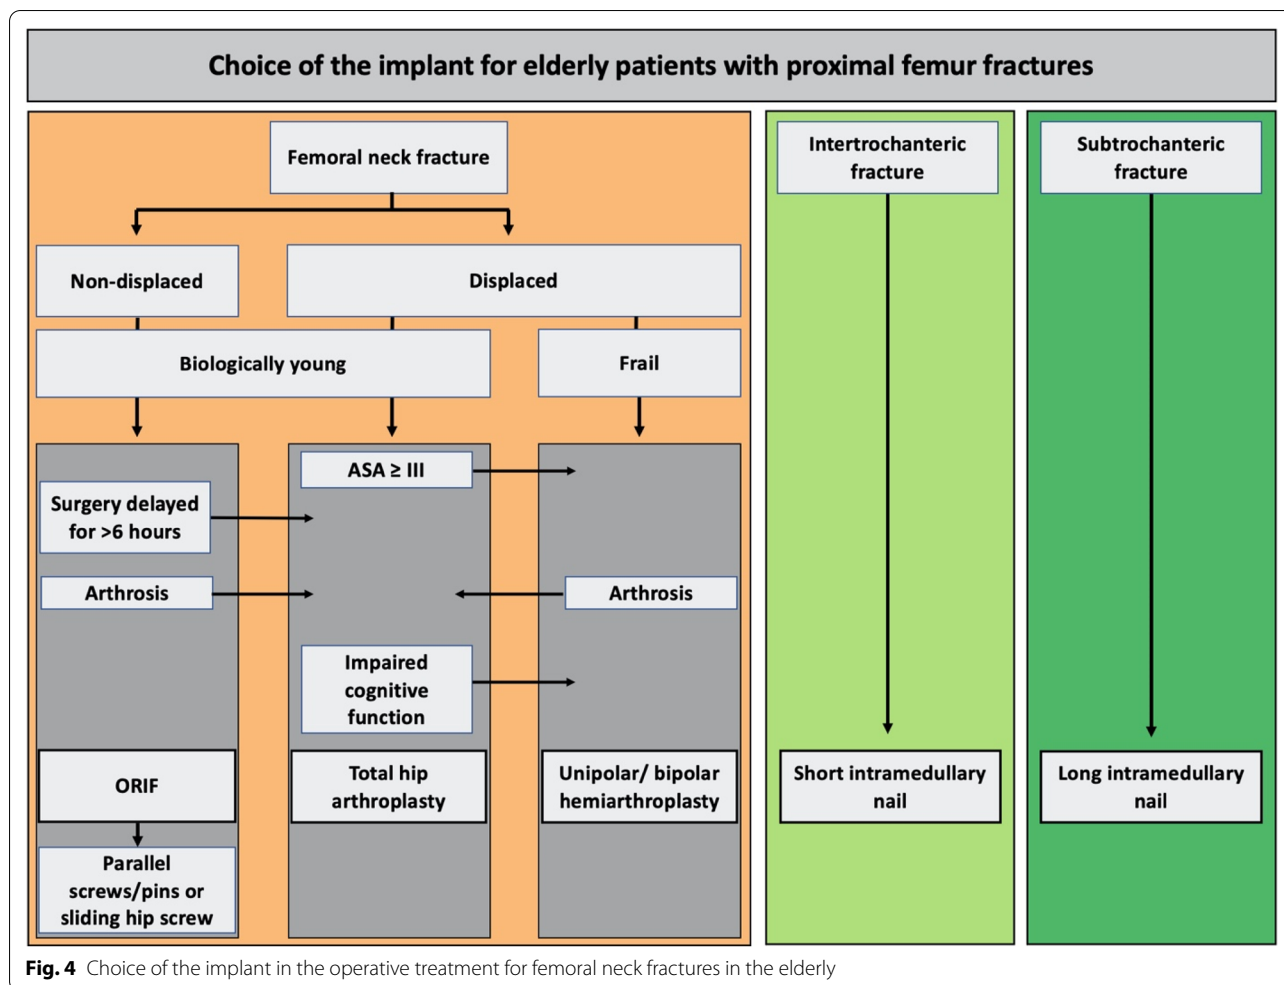 Choice of the implant for elderly patients with proximal femur fractures
Femoral neck fracture
Non-displaced
Displaced
Biologically young
Frail
ASA ≥ III
Surgery delayed
for >6 hours
Arthrosis
Arthrosis
Impaired
cognitive
function
ORIF
Total hip
arthroplasty
Unipolar/ bipolar
hemiarthroplasty
Parallel
screws/pins or
sliding hip screw
Intertrochanteric
fracture
Short intramedullary
nail
Subtrochanteric
fracture
Long intramedullary
nail
Fig. 4 Choice of the implant in the operative treatment for femoral neck fractures in the elderly